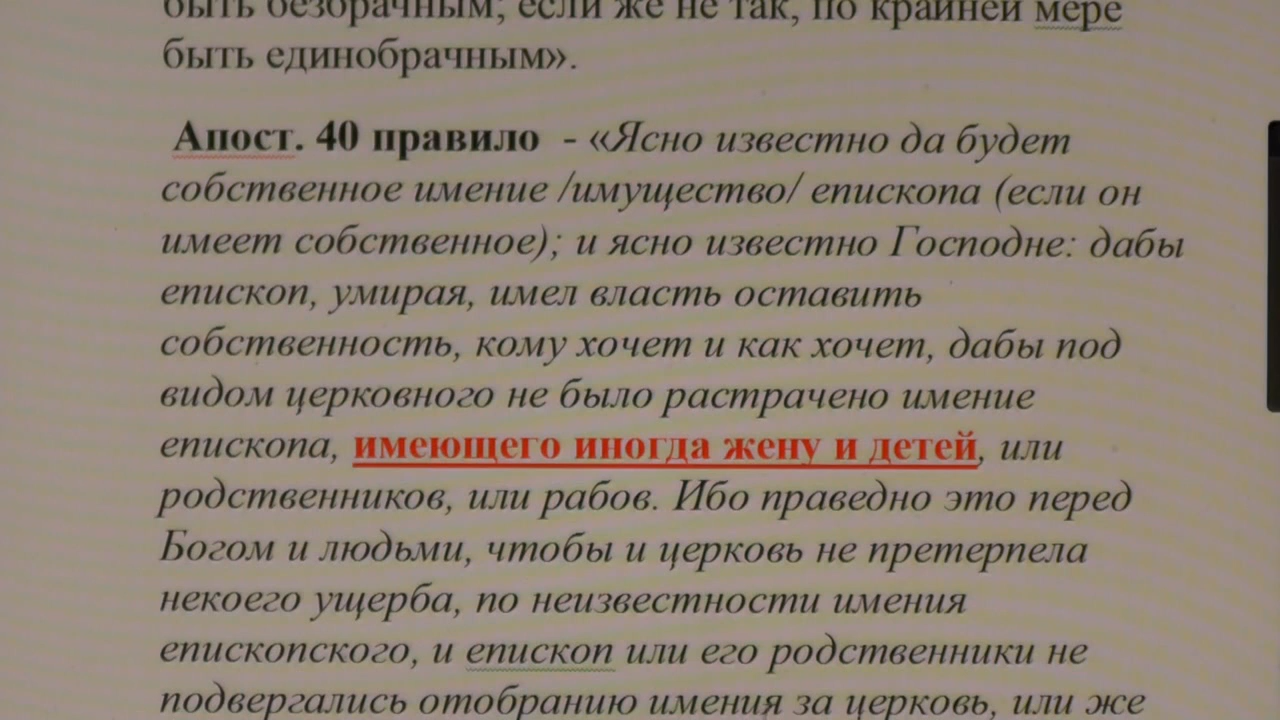 быть безбрачным; если же не так, по крайней мере
быть единобрачным».
Апост. 40 правило - «Ясно известно да будет
собственное имение /имущество/ епископа (если он
имеет собственное); и ясно известно Господне: дабы
епископ, умирая, имел власть оставить
собственность, кому хочет и как хочет, дабы под
видом церковного не было растрачено имение
епископа, имеющего иногда жену и детей, или
родственников, или рабов. Ибо праведно это перед
Богом и людьми, чтобы и церковь не претерпела
некоего ущерба, по неизвестности имения
епископского, и епископ или его родственники не
подвергались отобранию имения за церковь, или же